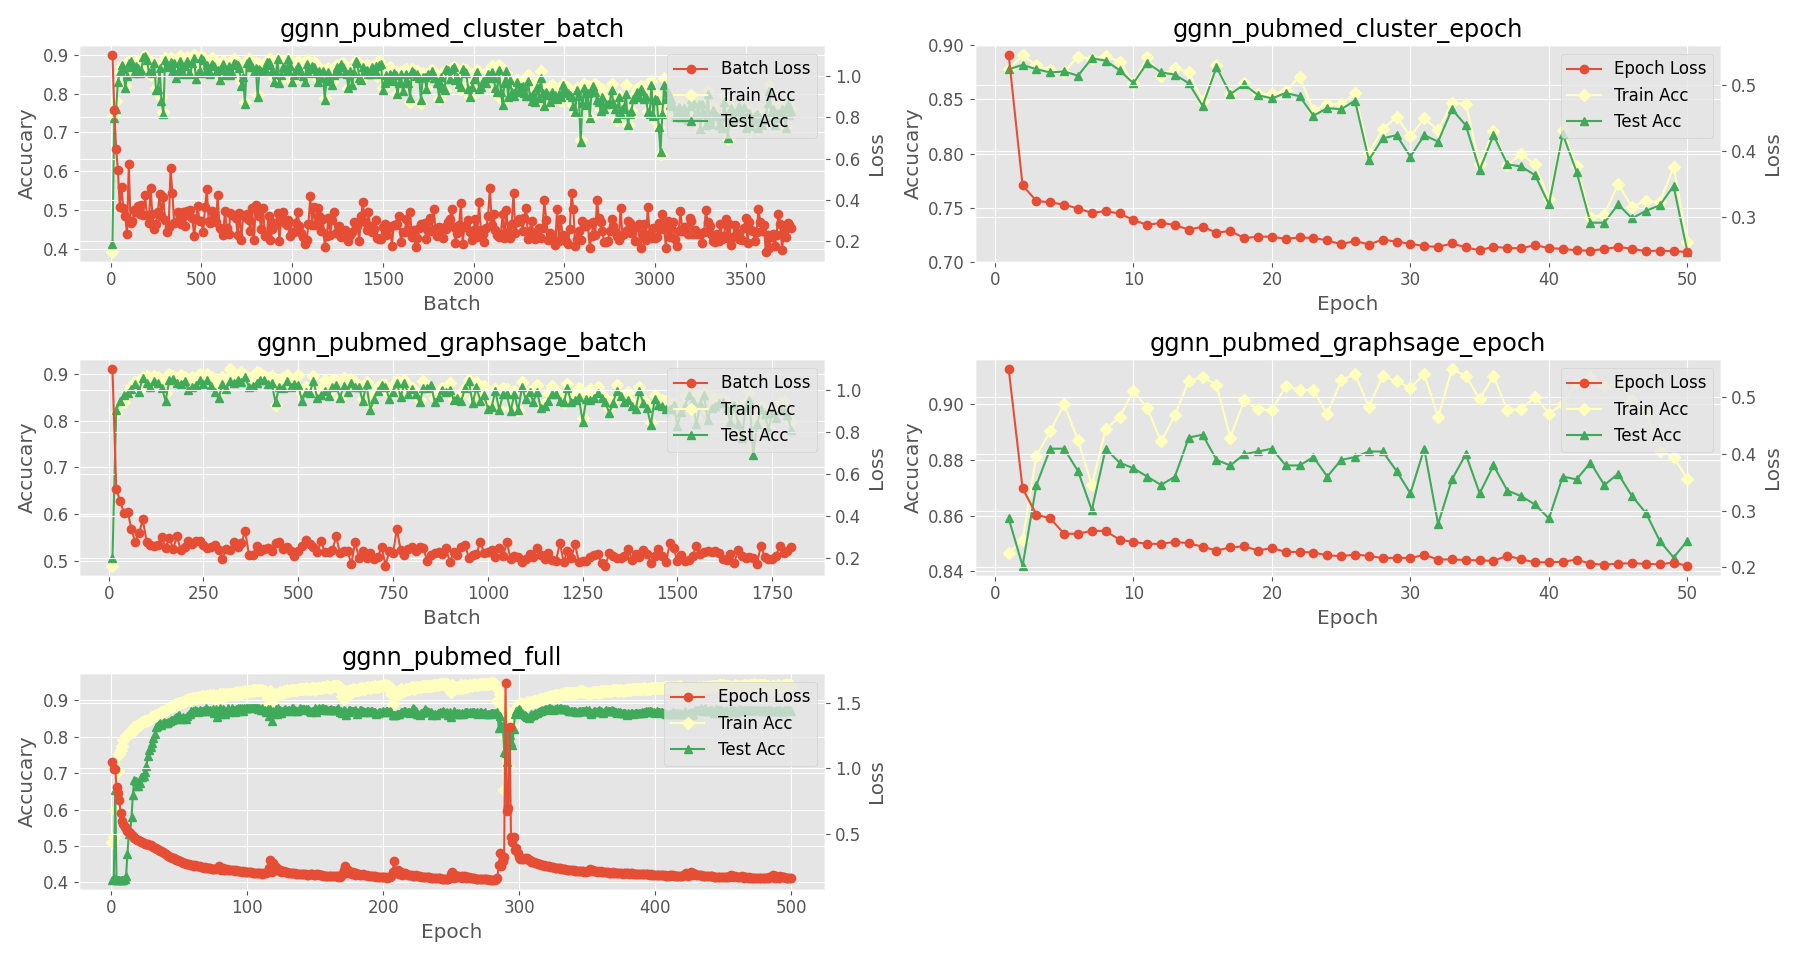 ggnn_pubmed_cluster_batch
0.9
0.8
0.7
0.6
0.5
0.4
Accucary
1.0
0.8
0.6
0.4
0.2
Loss
Batch Loss
Train Acc
Test Acc
0 500 1000 1500 2000 2500 3000 3500
Batch
ggnn_pubmed_cluster_epoch
0.90
0.85
0.80
0.75
0.70
Accucary
0.5
0.4
0.3
Loss
Epoch Loss
Train Acc
Test Acc
0 10 20 30 40 50
Epoch
ggnn_pubmed_graphsage_batch
0.9
0.8
0.7
0.6
0.5
Accucary
1.0
0.8
0.6
0.4
0.2
Loss
Batch Loss
Train Acc
Test Acc
0 250 500 750 1000 1250 1500 1750
Batch
ggnn_pubmed_graphsage_epoch
0.90
0.88
0.86
0.84
Accucary
0.5
0.4
0.3
0.2
Loss
Epoch Loss
Train Acc
Test Acc
0 10 20 30 40 50
Epoch
ggnn_pubmed_full
0.9
0.8
0.7
0.6
0.5
0.4
Accucary
1.5
1.0
0.5
Loss
Epoch Loss
Train Acc
Test Acc
0 100 200 300 400 500
Epoch